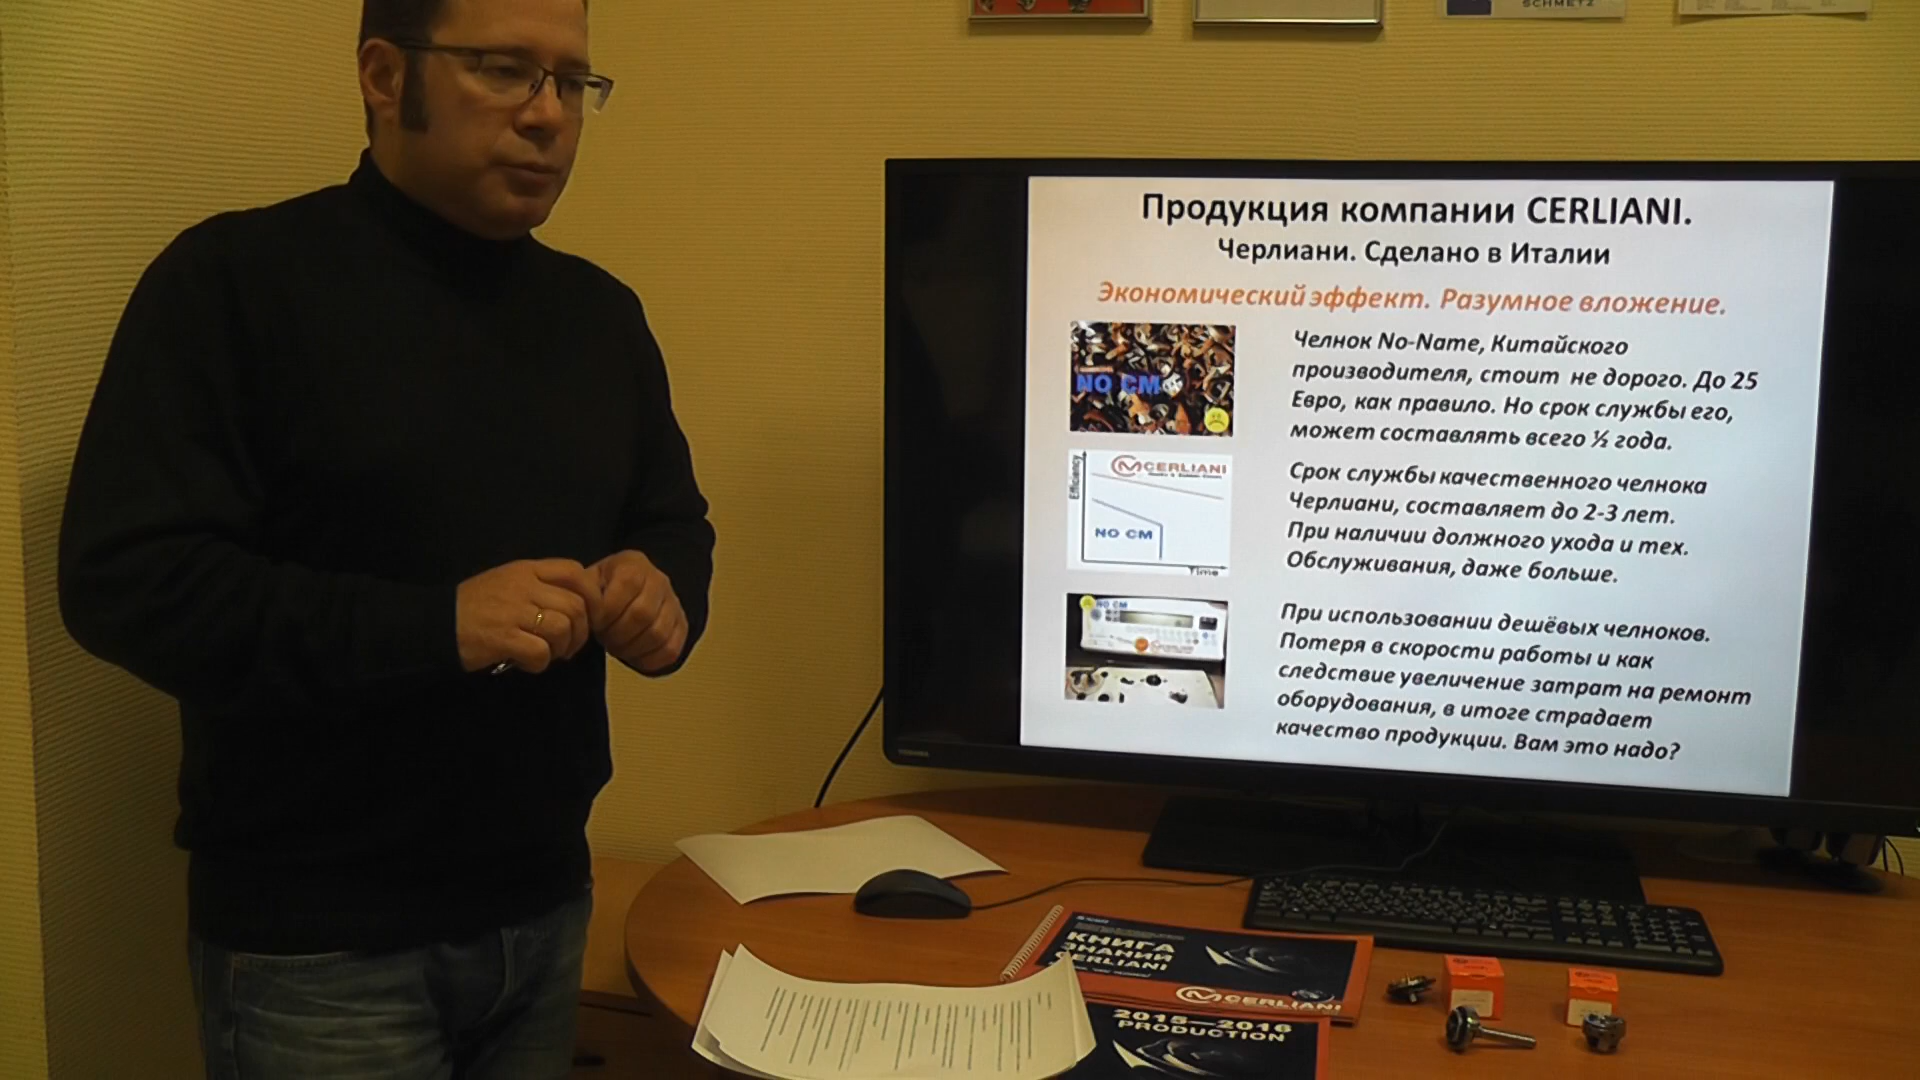 SCHMETZ
Продукция компании CERLIANI.
Черлиани. Сделано в Италии
Экономический эффект. Разумное вложение.
NO CM
Челнок No-Name, Китайского
производителя, стоит не дорого. До 25
Евро, как правило. Но срок службы его,
может составлять всего ½ года.
Efficiency
CERLIANI
NO CM
Time
Срок службы качественного челнока
Черлиани, составляет до 2-3 лет.
При наличии должного ухода и тех.
Обслуживания, даже больше.
NO CM
При использовании дешёвых челноков.
Потеря в скорости работы и как
следствие увеличение затрат на ремонт
оборудования, в итоге страдает
качество продукции. Вам это надо?
TOSHIBA
КНИГА
ЗНАНИЙ
CERLIANI
CERLIANI
2015—2016
PRODUCTION